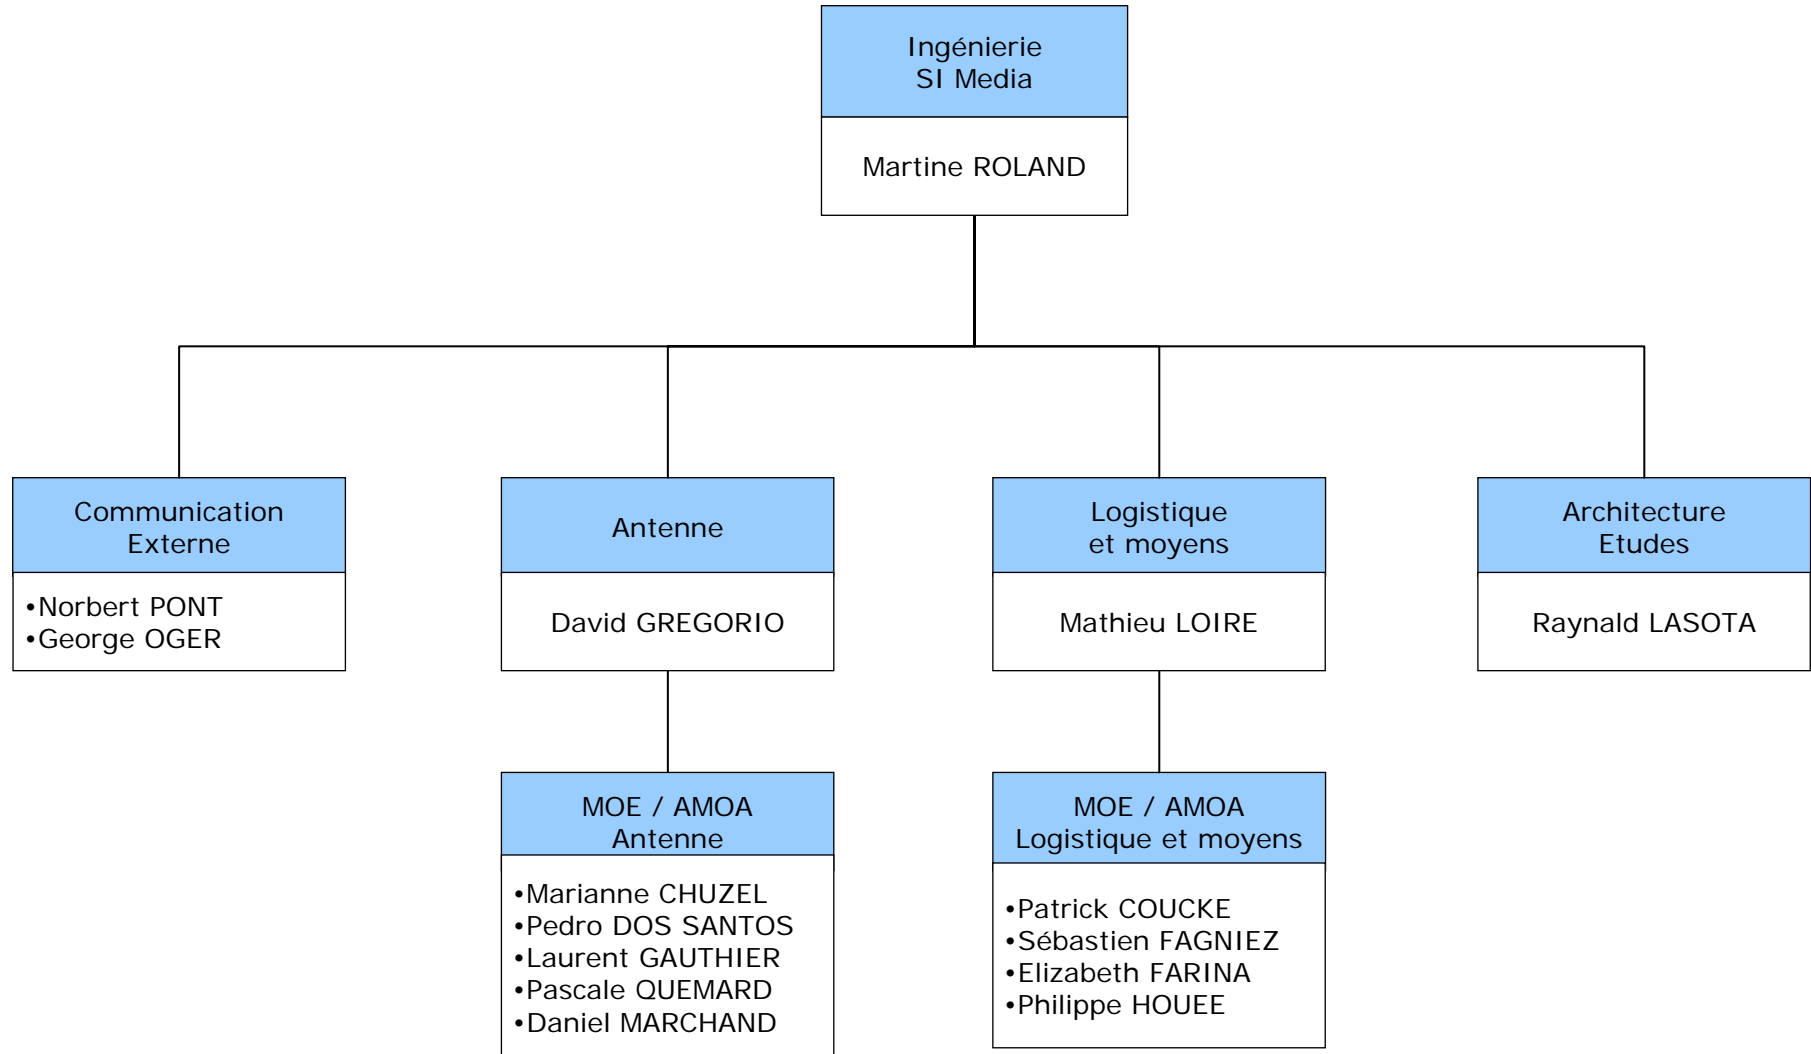 Ingénierie
SI Media
Martine ROLAND
Communication
Externe
•Norbert PONT
•George OGER
Antenne
David GREGORIO
Logistique
et moyens
Mathieu LOIRE
Architecture
Etudes
Raynald LASOTA
MOE / AMOA
Antenne
•Marianne CHUZEL
•Pedro DOS SANTOS
•Laurent GAUTHIER
•Pascale QUEMARD
•Daniel MARCHAND
MOE / AMOA
Logistique et moyens
•Patrick COUCKE
•Sébastien FAGNIEZ
•Elizabeth FARINA
•Philippe HOUEE